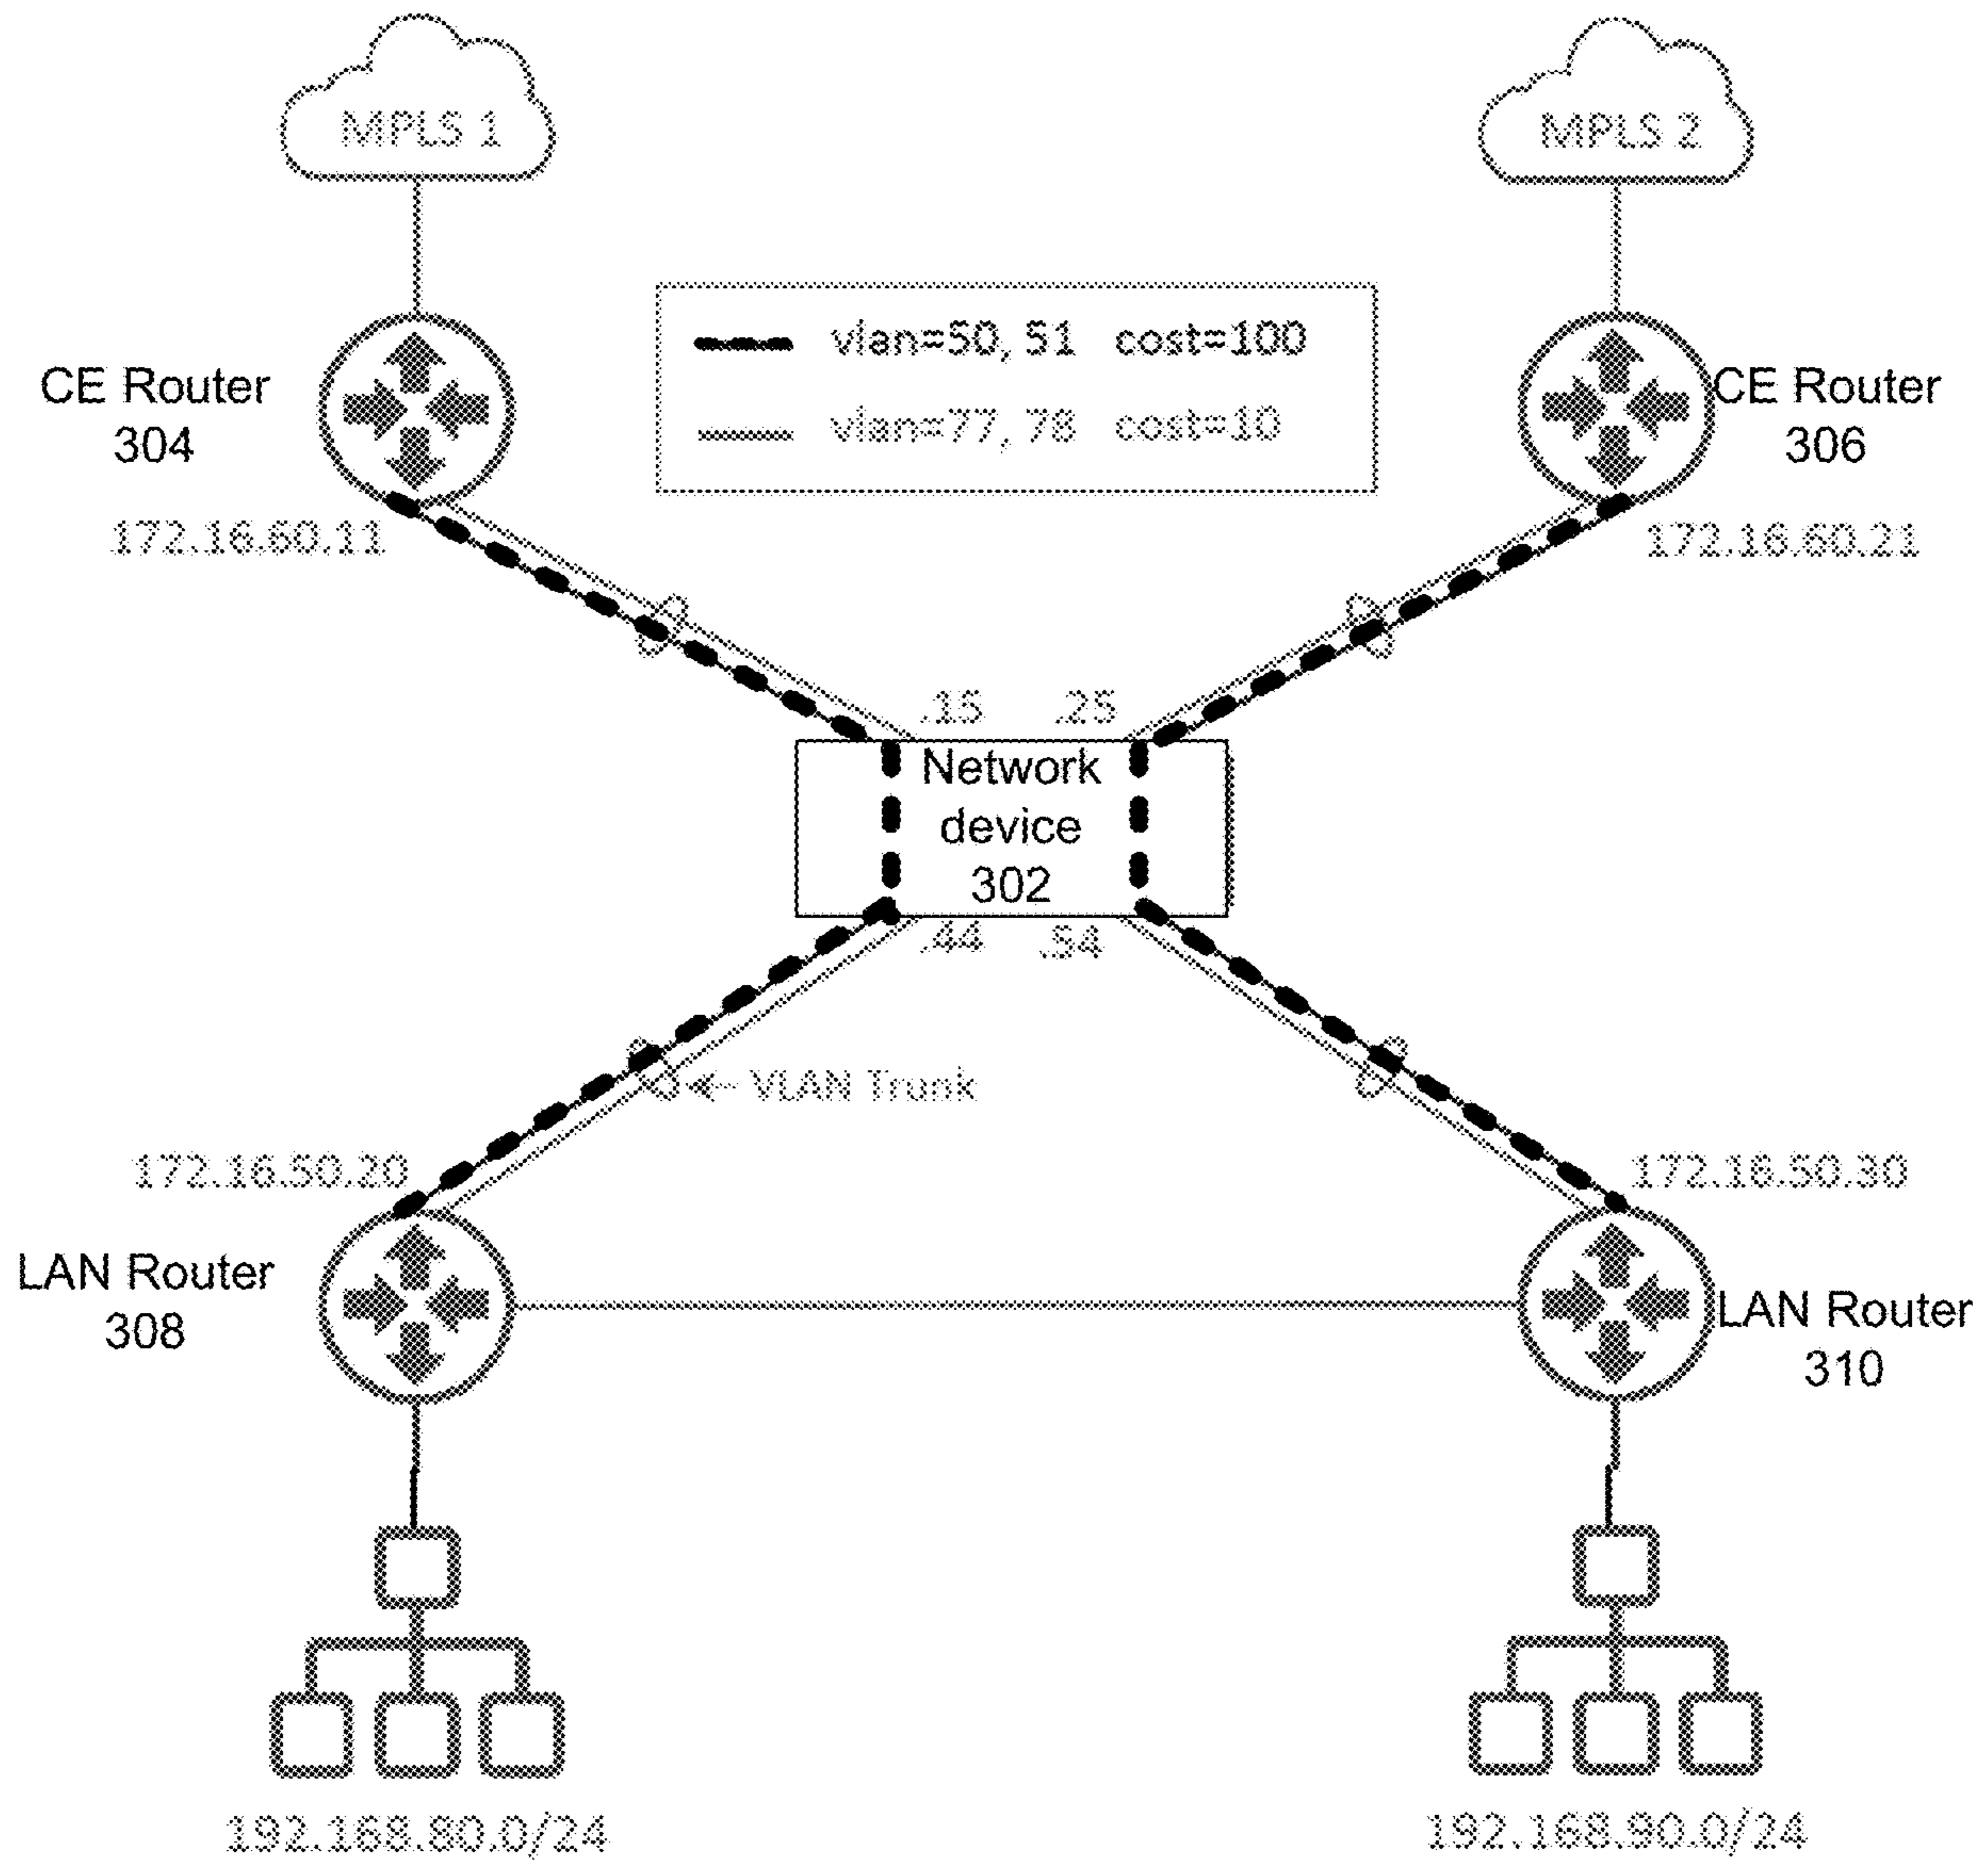 MPLS 1
MPLS 2
vlan=50, 51 cost=100
vlan=77, 78 cost=10
CE Router
304
CE Router
306
172.16.60.11
172.16.60.21
.15
.25
Network
device
302
.44
.54
VLAN Trunk
172.16.50.20
172.16.50.30
LAN Router
308
LAN Router
310
192.168.80.0/24
192.168.90.0/24